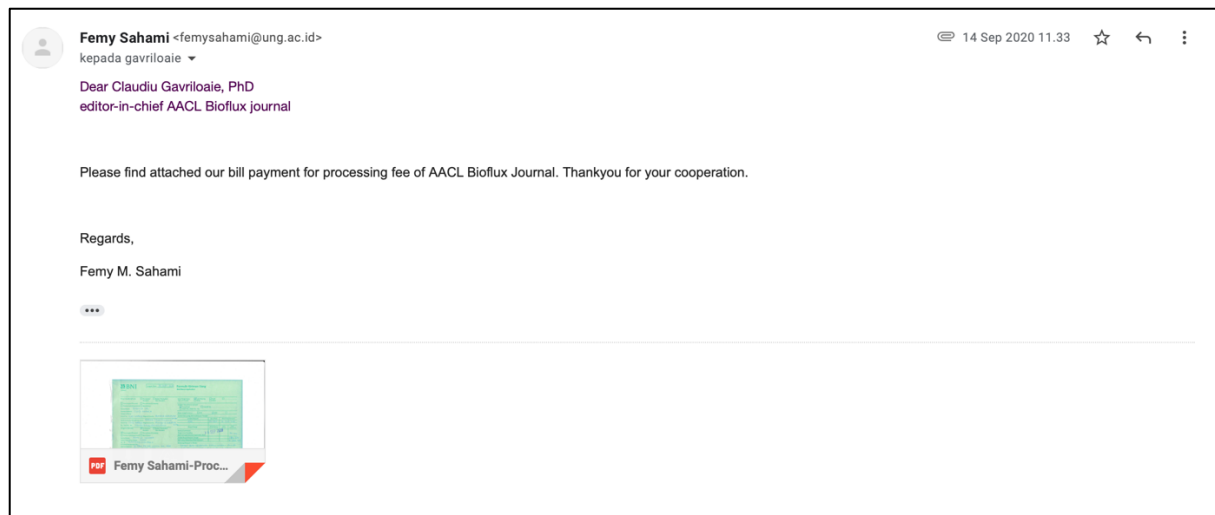 Femy Sahami <femysahami@ung.ac.id>
14 Sep 2020 11.33
kepada gavriloaie
Dear Claudiu Gavriloaie, PhD
editor-in-chief AACL Bioflux journal
Please find attached our bill payment for processing fee of AACL Bioflux Journal. Thankyou for your cooperation.
Regards,
Femy M. Sahami
BNI
PDF Femy Sahami-Proc...